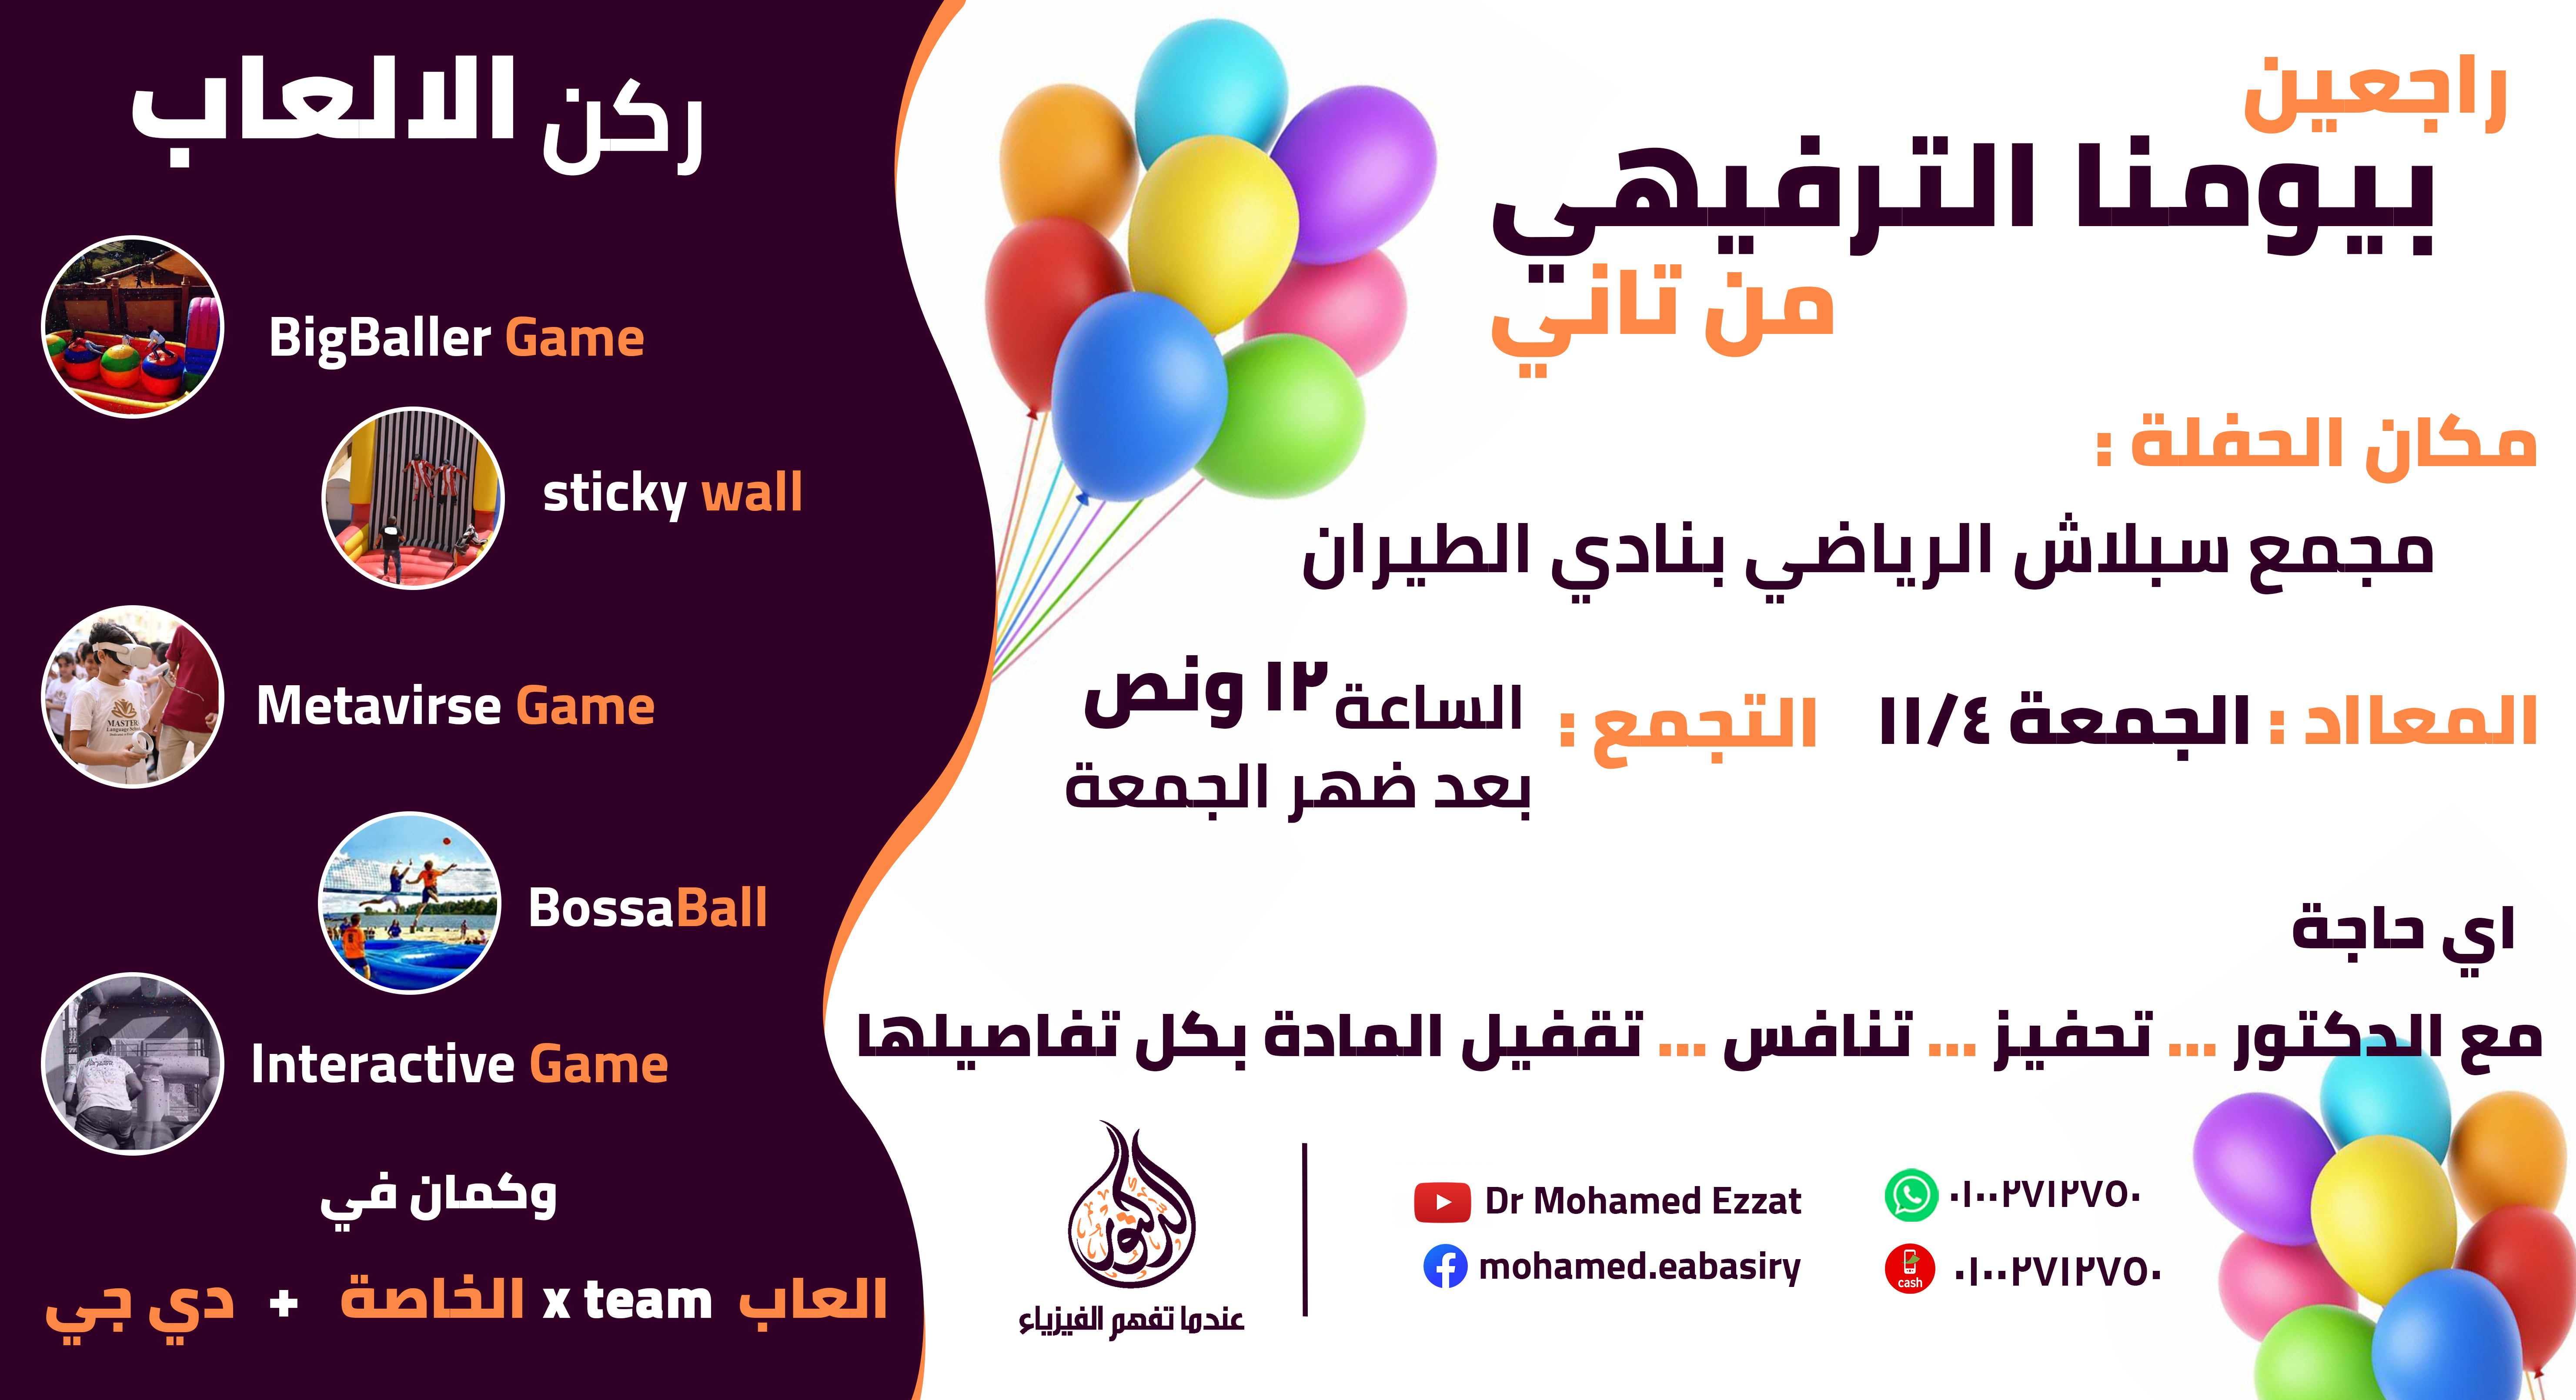 راجعين
بيومنا الترفيهي
من تاني
مكان الحفلة :
مجمع سبلاش الرياضي بنادي الطيران
المعااد : الجمعة ١١/٤
التجمع : الساعة ١٢ ونص
بعد ضهر الجمعة
اي حاجة
مع الدكتور ... تحفيز ... تنافس ... تقفيل المادة بكل تفاصيلها
٠١٠٠٢٧١٢٧٥٠
cash ٠١٠٠٢٧١٢٧٥٠
Dr Mohamed Ezzat
mohamed.eabasiry
الدكتور
عندما تفهم الفيزياء
ركن الالعاب
BigBaller Game
sticky wall
Metavirse Game
MASTER
BossaBall
Interactive Game
وكمان في
العاب x team الخاصة + دي جي